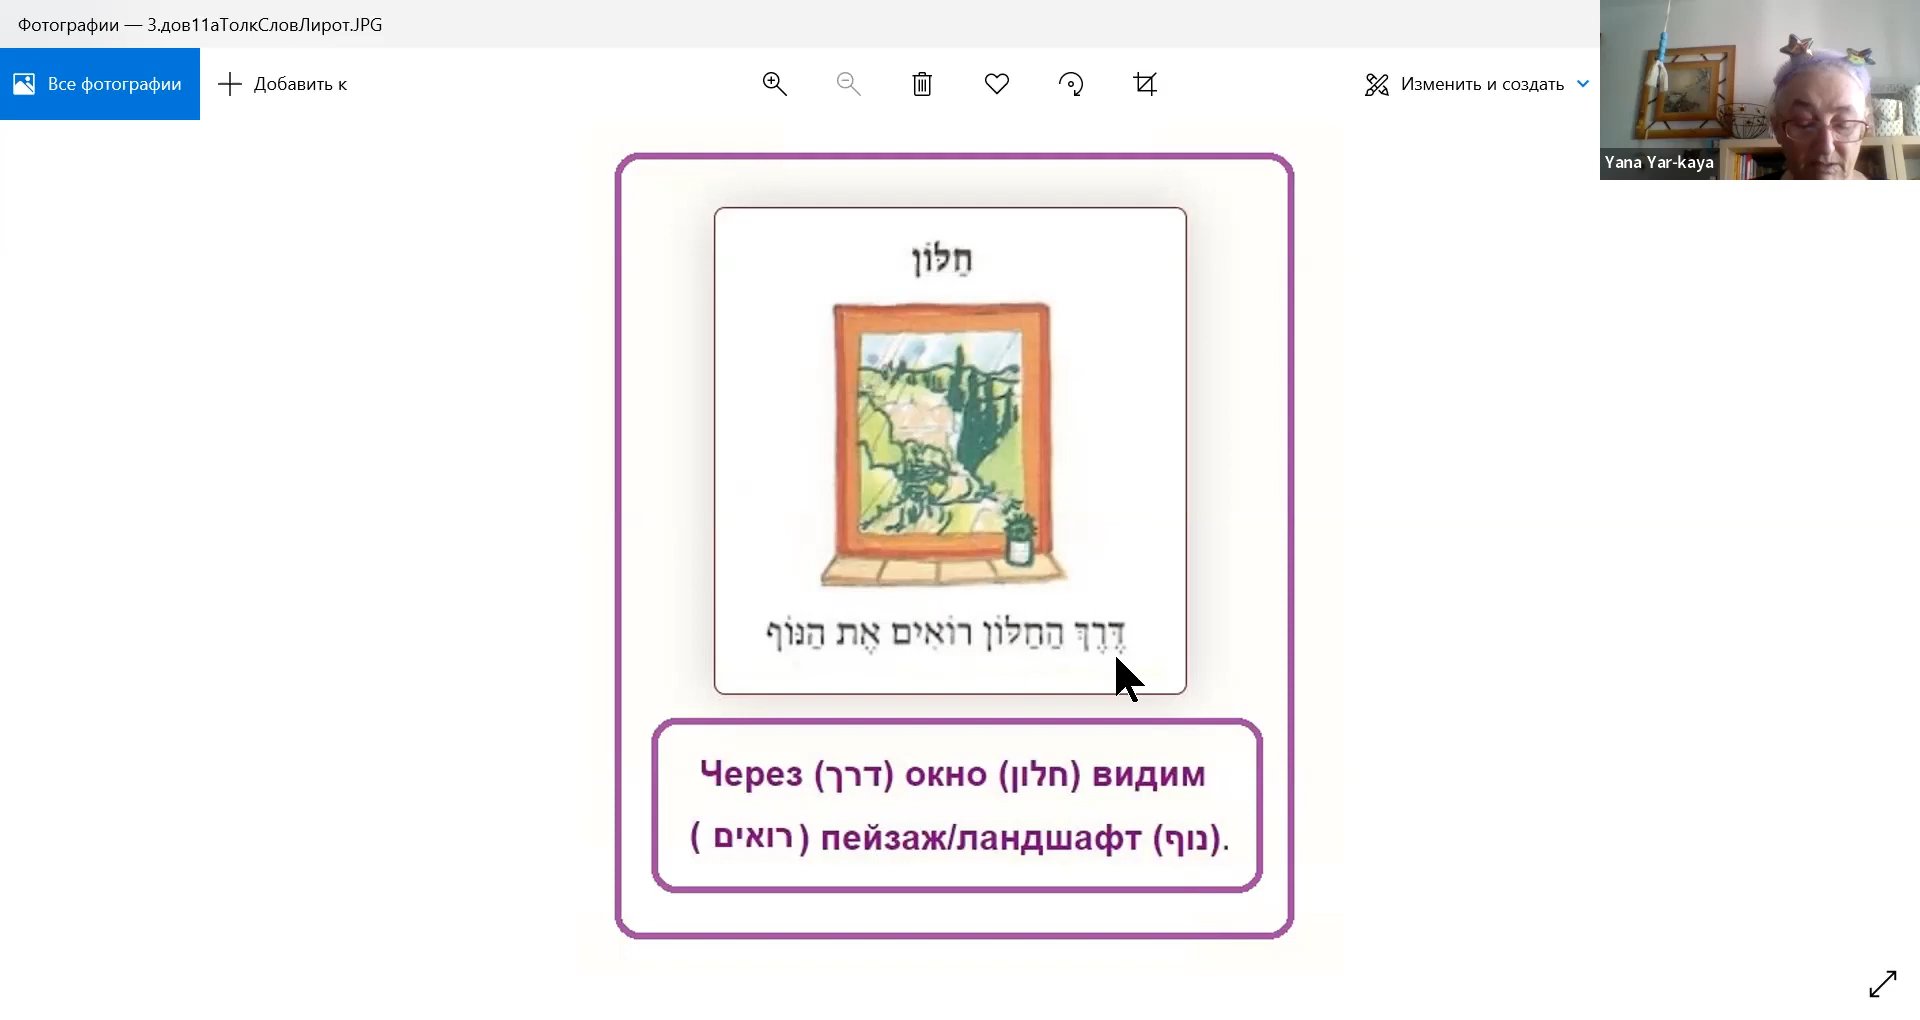 Фотографии — 3.дов11аТолкСловЛирот.JPG
Все фотографии
Добавить к
Изменить и создать
Yana Yar-kaya
חַלּוֹן
דֶּרֶךְ הַחַלּוֹן רוֹאִים אֶת הַנּוֹף
Через (דרך) окно (חלון) видим
(רואים ) пейзаж/ландшафт (נוף).